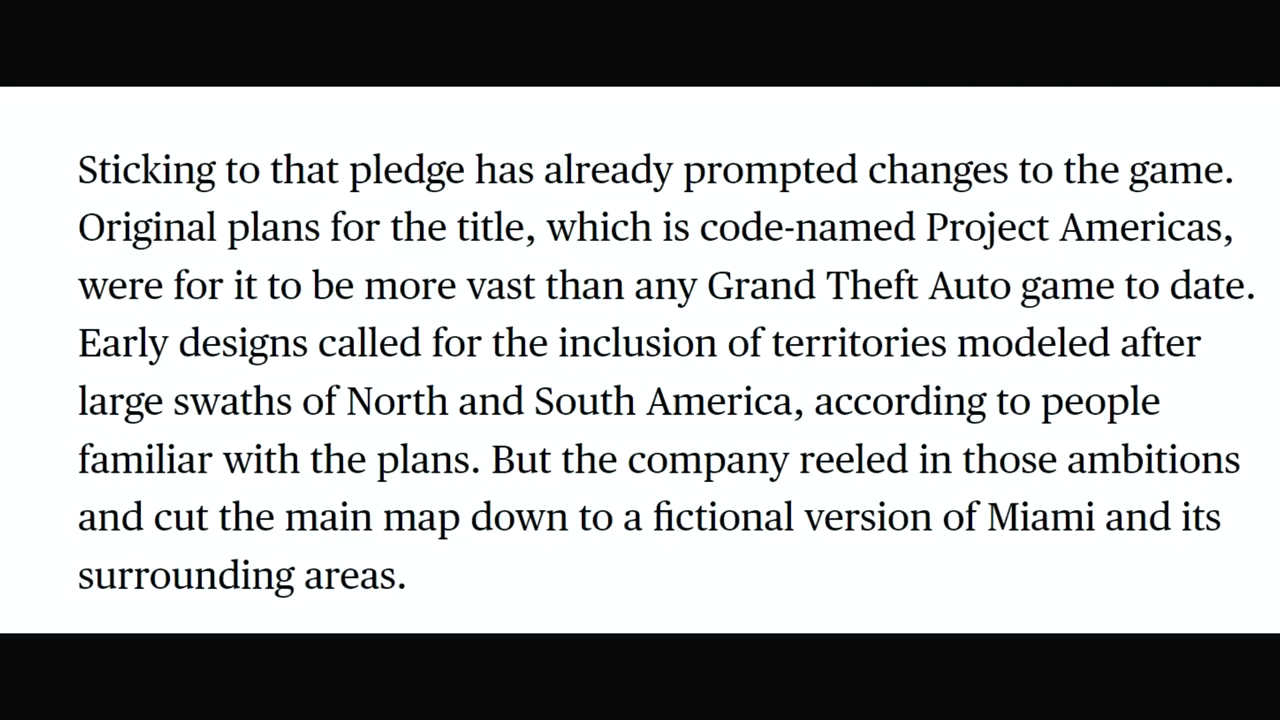 Sticking to that pledge has already prompted changes to the game.
Original plans for the title, which is code-named Project Americas,
were for it to be more vast than any Grand Theft Auto game to date.
Early designs called for the inclusion of territories modeled after
large swaths of North and South America, according to people
familiar with the plans. But the company reeled in those ambitions
and cut the main map down to a fictional version of Miami and its
surrounding areas.